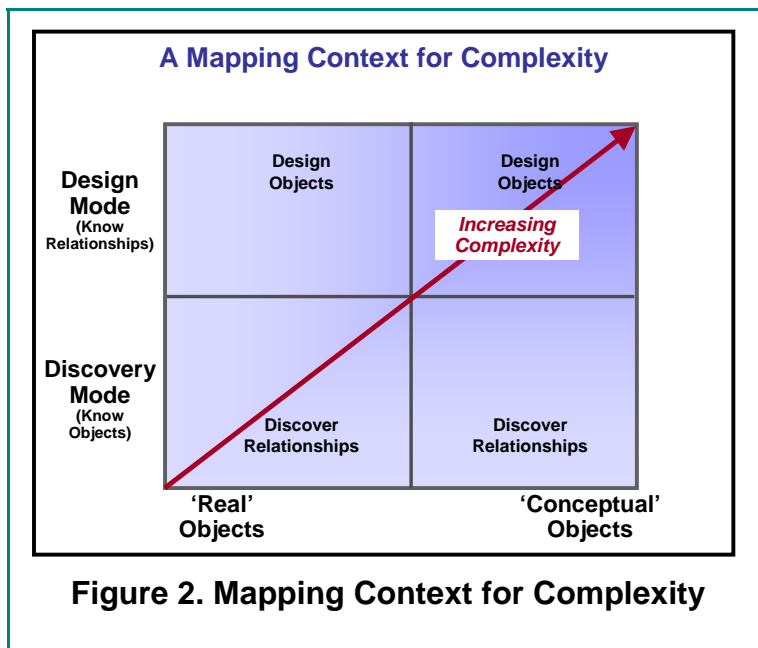 A Mapping Context for Complexity
Design
Mode
(Know
Relationships)
Design
Objects
Design
Objects
Increasing
Complexity
Discovery
Mode
(Know
Objects)
Discover
Relationships
Discover
Relationships
‘Real’
Objects
‘Conceptual’
Objects
Figure 2. Mapping Context for Complexity